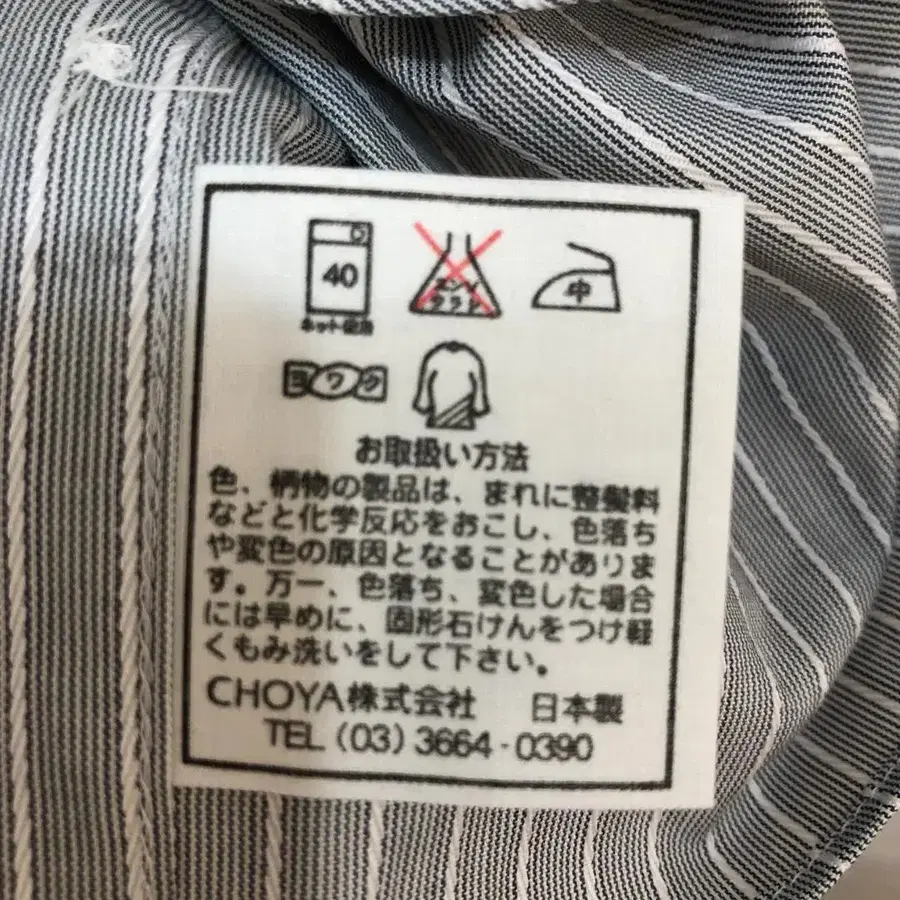 40
ネット使用
エンソ
サラシ
中
ヨワク
お取扱い方法
色、柄物の製品は、まれに整髪料
などと化学反応をおこし、色落ち
や変色の原因となることがありま
す。万一、色落ち、変色した場合
には早めに、固形石けんをつけ軽
くもみ洗いをして下さい。
CHOYA株式会社 日本製
TEL (03) 3664-0390